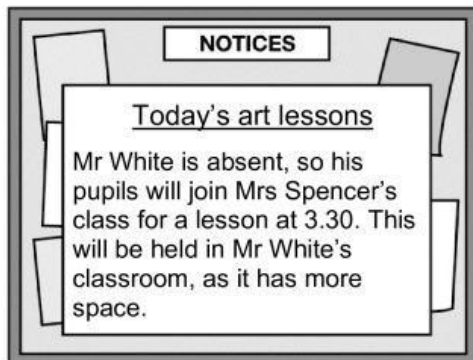 NOTICES
Today's art lessons
Mr White is absent, so his
pupils will join Mrs Spencer's
class for a lesson at 3.30. This
will be held in Mr White's
classroom, as it has more
space.